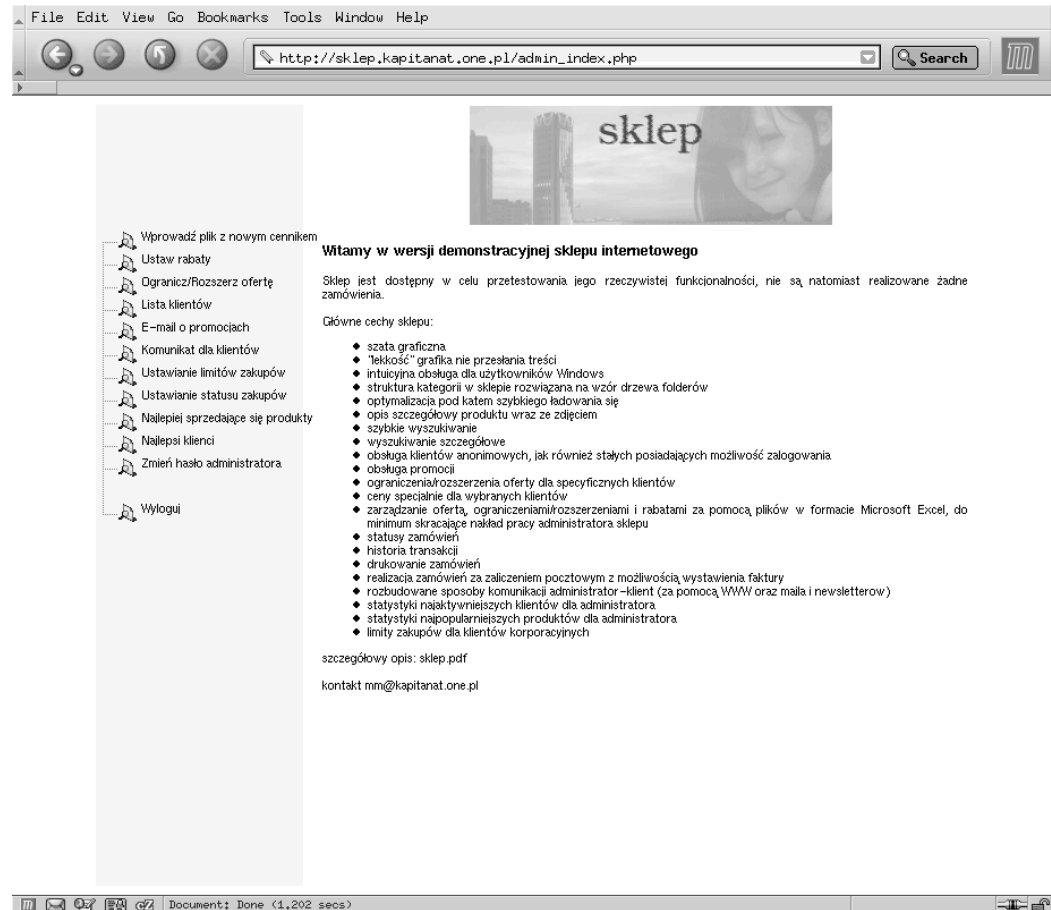 File Edit View Go Bookmarks Tools Window Help
http://sklep.kapitanat.one.pl/admin_index.php
Search
sklep
Wprowadź plik z nowym cennikem
Ustaw rabaty
Ogranicz/Rozszerz ofertę
Lista klientów
E-mail o promocjach
Komunikat dla klientów
Ustawianie limitów zakupów
Ustawianie statusu zakupów
Najlepiej sprzedające się produkty
Najlepsi klienci
Zmień hasło administratora
Wyloguj
Witamy w wersji demonstracyjnej sklepu internetowego
Sklep jest dostępny w celu przetestowania jego rzeczywistej funkcjonalności, nie są natomiast realizowane żadne
zamówienia.
Główne cechy sklepu:
szata graficzna
"lekkość" grafika nie przesłania treści
intuicyjna obsługa dla użytkowników Windows
struktura kategorii w sklepie rozwiązana na wzór drzewa folderów
optymalizacja pod katem szybkiego ładowania się
opis szczegółowy produktu wraz ze zdjęciem
szybkie wyszukiwanie
wyszukiwanie szczegółowe
obsługa klientów anonimowych, jak również stałych posiadających możliwość zalogowania
obsługa promocji
ograniczenia/rozszerzenia oferty dla specyficznych klientów
ceny specjalnie dla wybranych klientów
zarządzanie ofertą, ograniczeniami/rozszerzeniami i rabatami za pomocą plików w formacie Microsoft Excel, do
minimum skracające nakład pracy administratora sklepu
statusy zamówień
historia transakcji
drukowanie zamówień
realizacja zamówień za zaliczeniem pocztowym z możliwością wystawienia faktury
rozbudowane sposoby komunikacji administrator-klient (za pomocą WWW oraz maila i newsletterow)
statystyki najaktywniejszych klientów dla administratora
statystyki najpopularniejszych produktów dla administratora
limity zakupów dla klientów korporacyjnych
szczegółowy opis: sklep.pdf
kontakt mm@kapitanat.one.pl
Document: Done (1.202 secs)